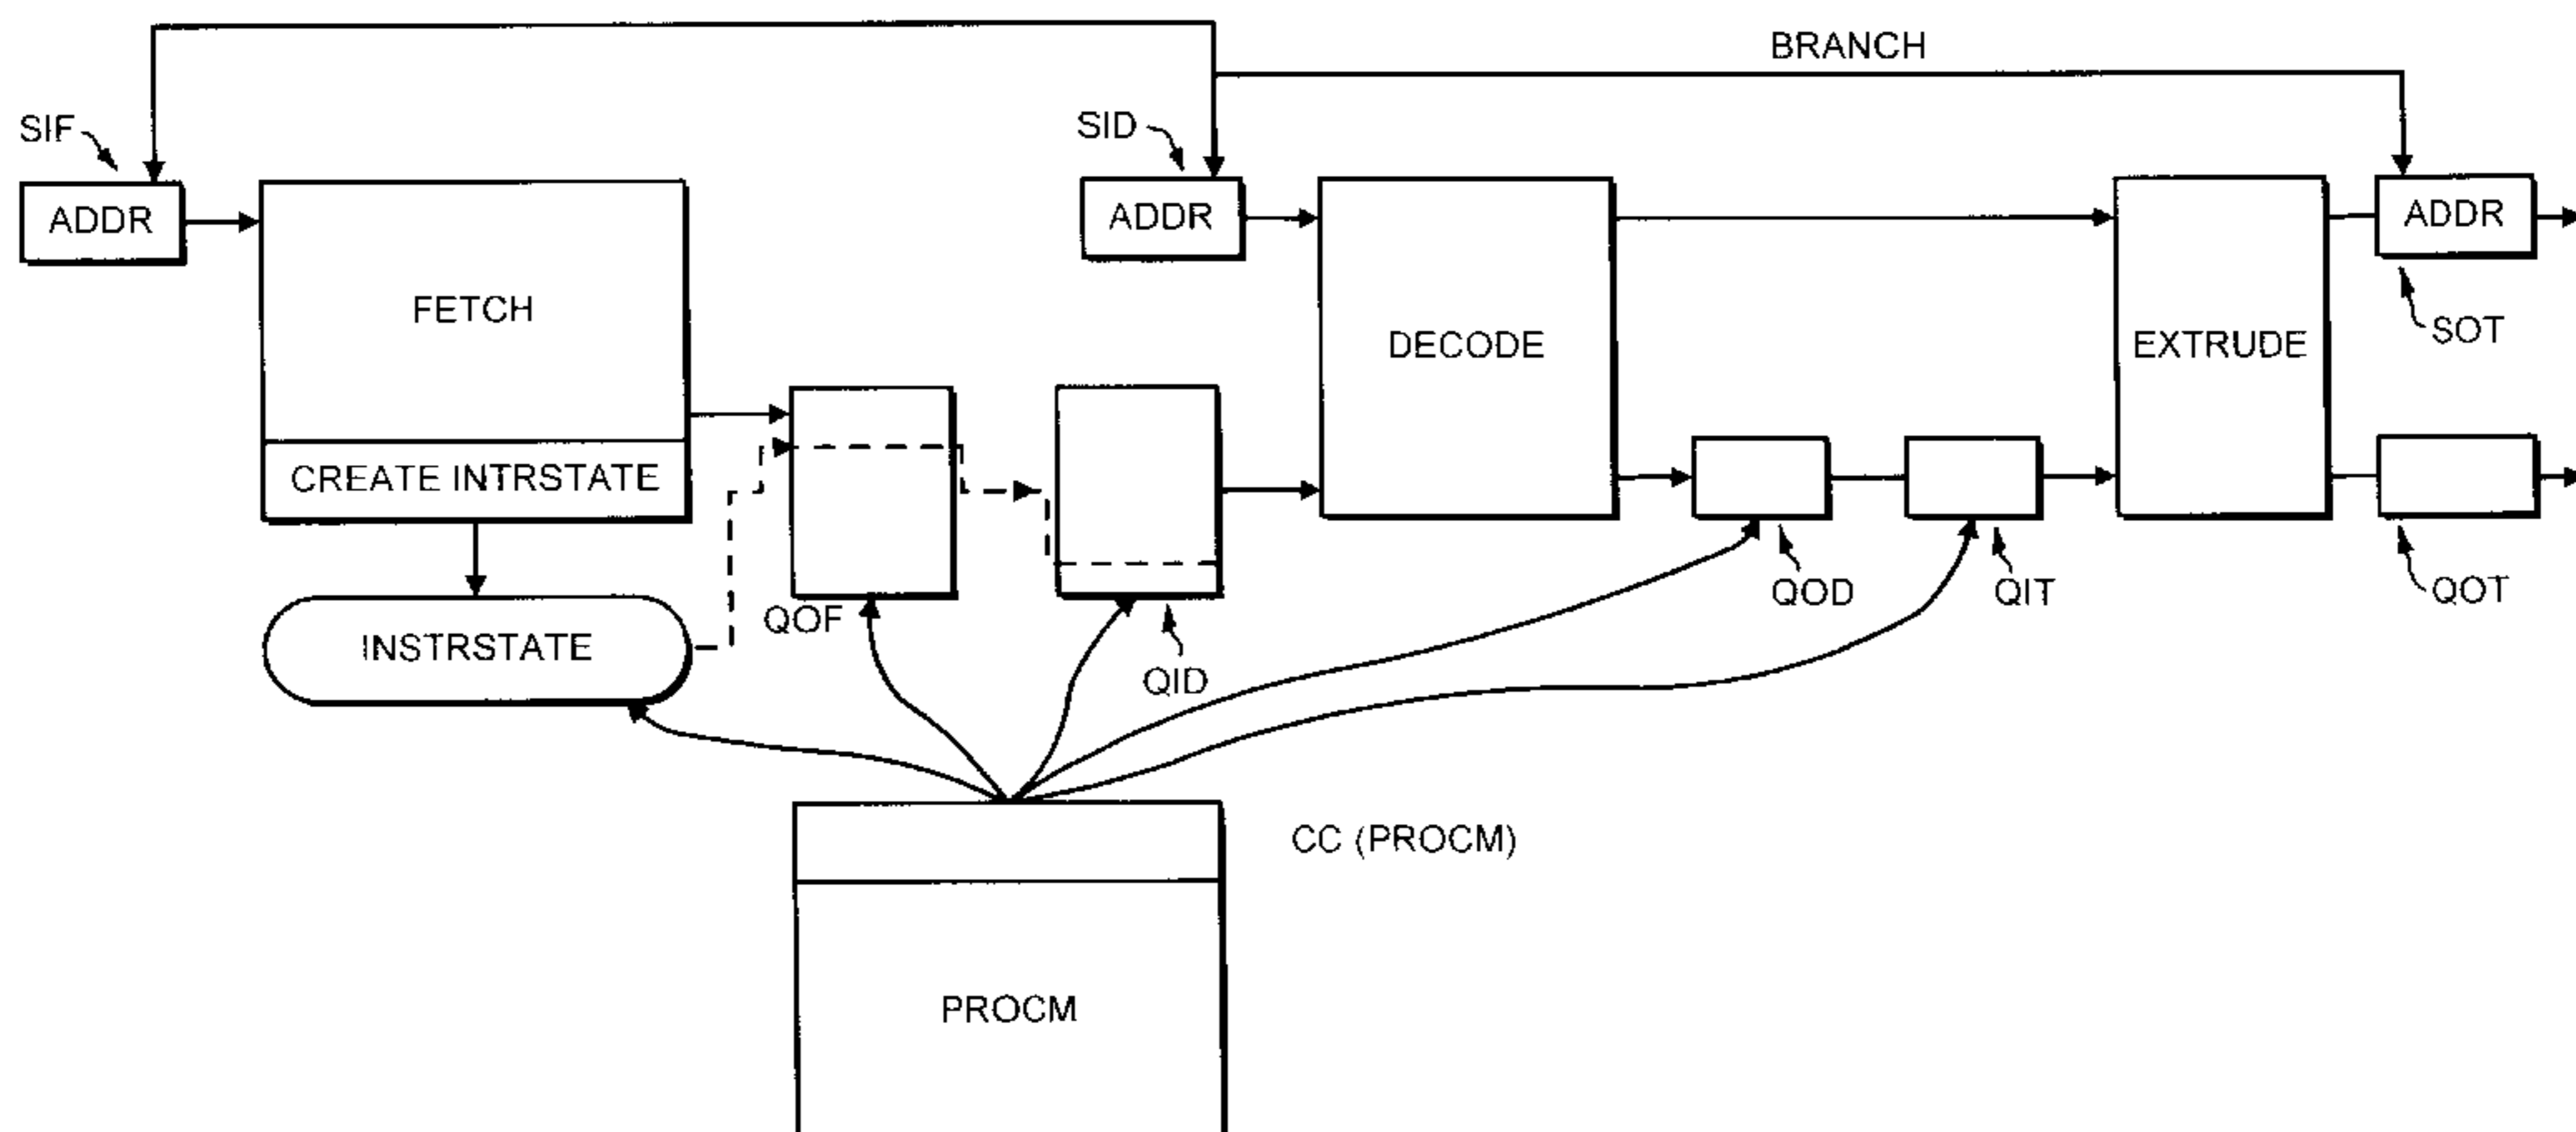 BRANCH
SIF
SID
ADDR
ADDR
ADDR
FETCH
DECODE
EXTRUDE
SOT
CREATE INTRSTATE
QOF
QOD
QIT
QOT
INSTRSTATE
QID
CC (PROCM)
PROCM